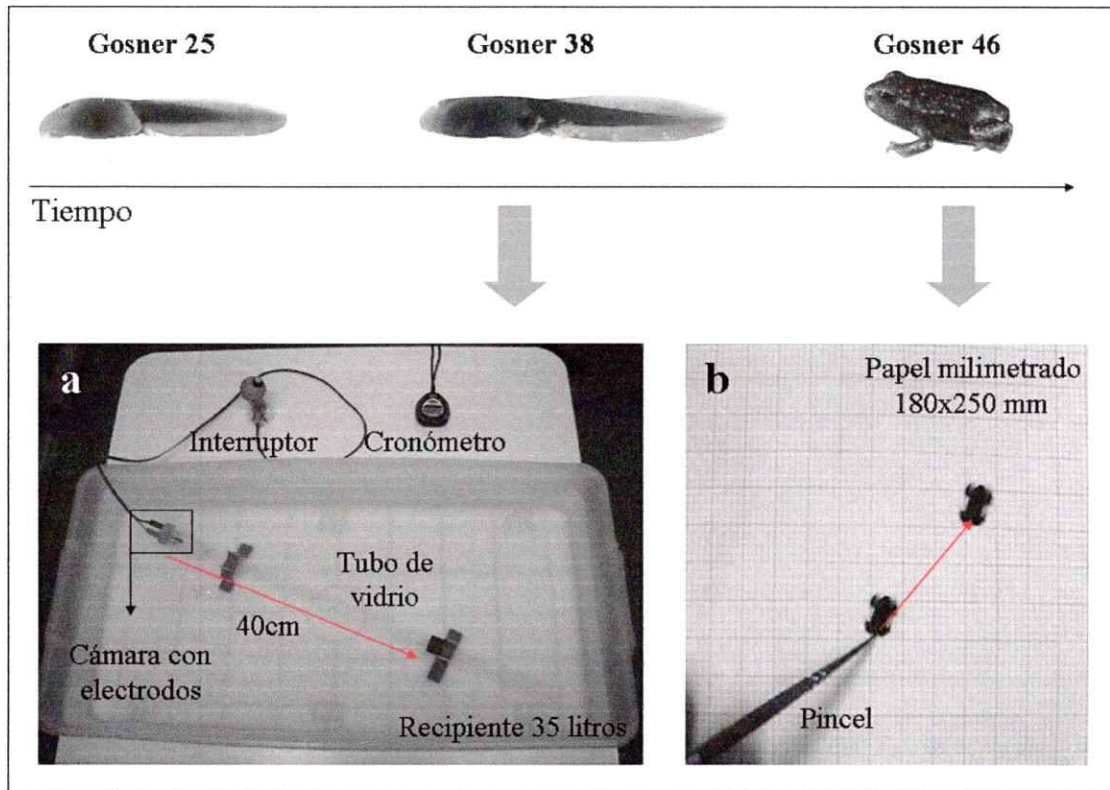 Gosner 25
Gosner 38
Gosner 46
Tiempo
a
Interruptor
Cronómetro
Tubo de
vidrio
40cm
Cámara con
electrodos
Recipiente 35 litros
b
Papel milimetrado
180x250 mm
Pincel